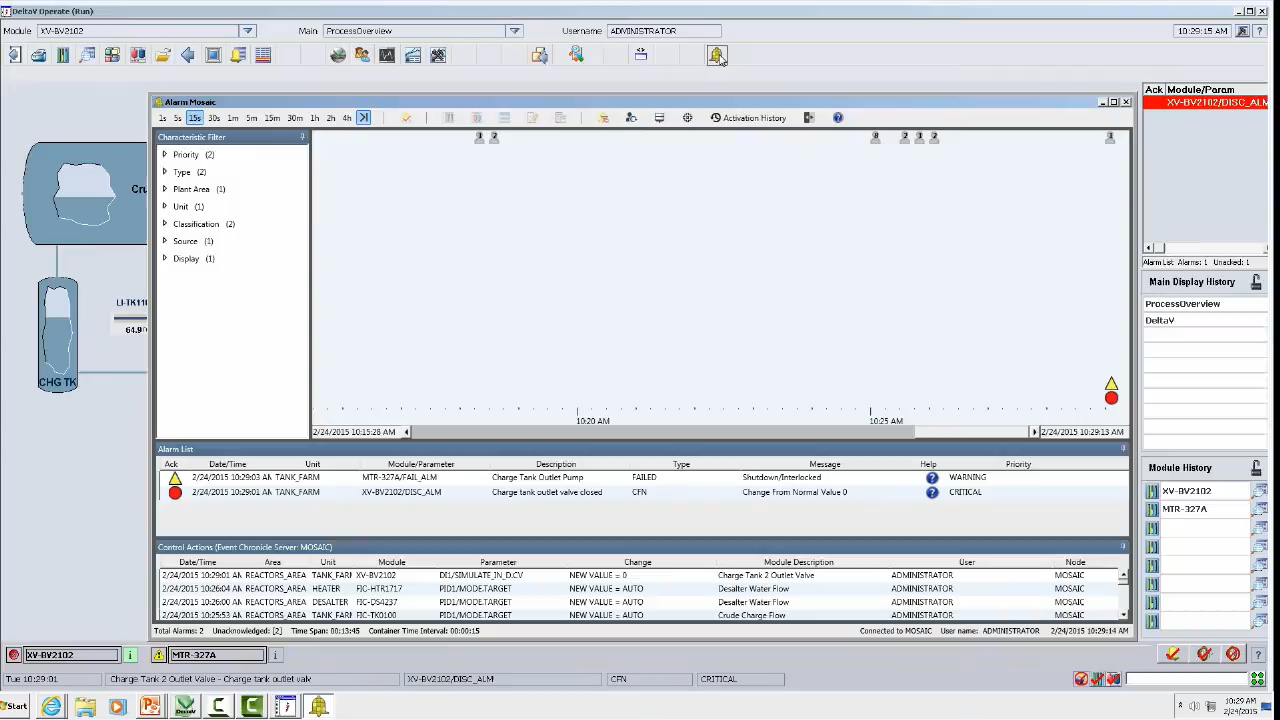 DeltaV Operate (Run)
Module XV-BV2102 Main ProcessOverview Username ADMINISTRATOR 10:29:15 AM ?
Alarm Mosaic
1s 5s 15s 30s 1m 5m 15m 30m 1h 2h 4h Activation History ?
Characteristic Filter
Priority (2)
Type (2)
Plant Area (1)
Unit (1)
Classification (2)
Source (1)
Display (1)
3 2 8 2 1 2 1
10:20 AM 10:25 AM
2/24/2015 10:15:28 AM 2/24/2015 10:29:13 AM
Cru
LI-TK11
64.9
CHG TK
Ack Module/Param
XV-BV2102/DISC_ALM
Alarm List Alarms: 1 Unacked: 1
Main Display History
ProcessOverview
DeltaV
Module History
XV-BV2102
MTR-327A
Alarm List
Ack Date/Time Unit Module/Parameter Description Type Message Help Priority
2/24/2015 10:29:03 AM TANK_FARM MTR-327A/FAIL_ALM Charge Tank Outlet Pump FAILED Shutdown/Interlocked ? WARNING
2/24/2015 10:29:01 AM TANK_FARM XV-BV2102/DISC_ALM Charge tank outlet valve closed CFN Change From Normal Value 0 ? CRITICAL
Control Actions (Event Chronicle Server: MOSAIC)
Date/Time Area Unit Module Parameter Change Module Description User Node
2/24/2015 10:29:01 AM REACTORS_AREA TANK_FARM XV-BV2102 DI1/SIMULATE_IN_D.CV NEW VALUE = 0 Charge Tank 2 Outlet Valve ADMINISTRATOR MOSAIC
2/24/2015 10:26:04 AM REACTORS_AREA HEATER FIC-HTR1717 PID1/MODE.TARGET NEW VALUE = AUTO Desalter Water Flow ADMINISTRATOR MOSAIC
2/24/2015 10:26:02 AM REACTORS_AREA DESALTER FIC-DS4237 PID1/MODE.TARGET NEW VALUE = AUTO Desalter Water Flow ADMINISTRATOR MOSAIC
2/24/2015 10:25:53 AM REACTORS_AREA TANK_FARM FIC-TK0100 PID1/MODE.TARGET NEW VALUE = AUTO Crude Charge Flow ADMINISTRATOR MOSAIC
Total Alarms: 2 Unacknowledged: [2] Time Span: 00:13:45 Container Time Interval: 00:00:15 Connected to MOSAIC User name: ADMINISTRATOR 2/24/2015 10:29:14 AM
XV-BV2102 i MTR-327A i ?
Tue 10:29:01 Charge Tank 2 Outlet Valve - Charge tank outlet valv XV-BV2102/DISC_ALM CFN CRITICAL
Start 10:29 AM
2/24/2015